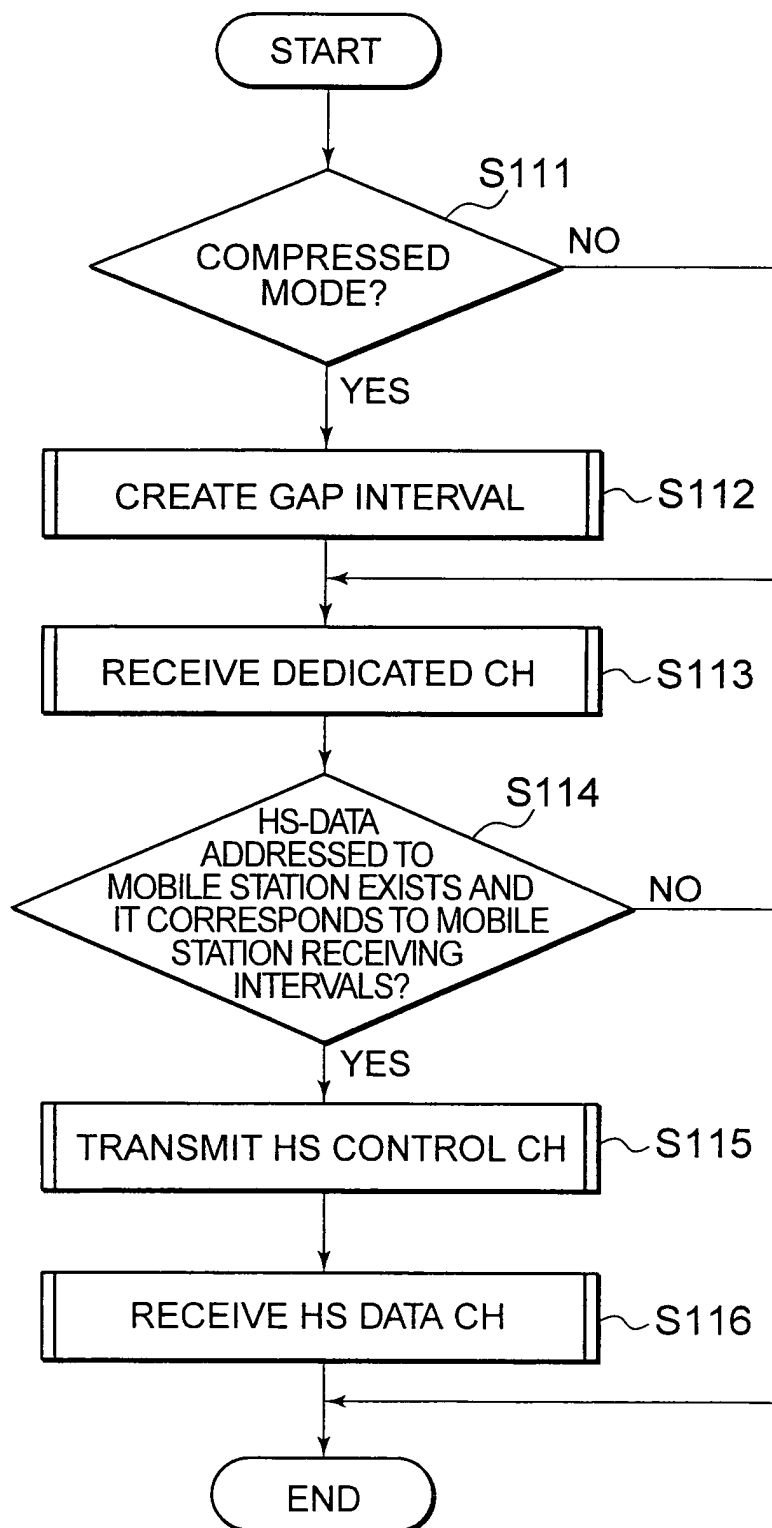 START
S111
COMPRESSED
MODE?
NO
YES
CREATE GAP INTERVAL
S112
RECEIVE DEDICATED CH
S113
S114
HS-DATA
ADDRESSED TO
MOBILE STATION EXISTS AND
IT CORRESPONDS TO MOBILE
STATION RECEIVING
INTERVALS?
NO
YES
TRANSMIT HS CONTROL CH
S115
RECEIVE HS DATA CH
S116
END